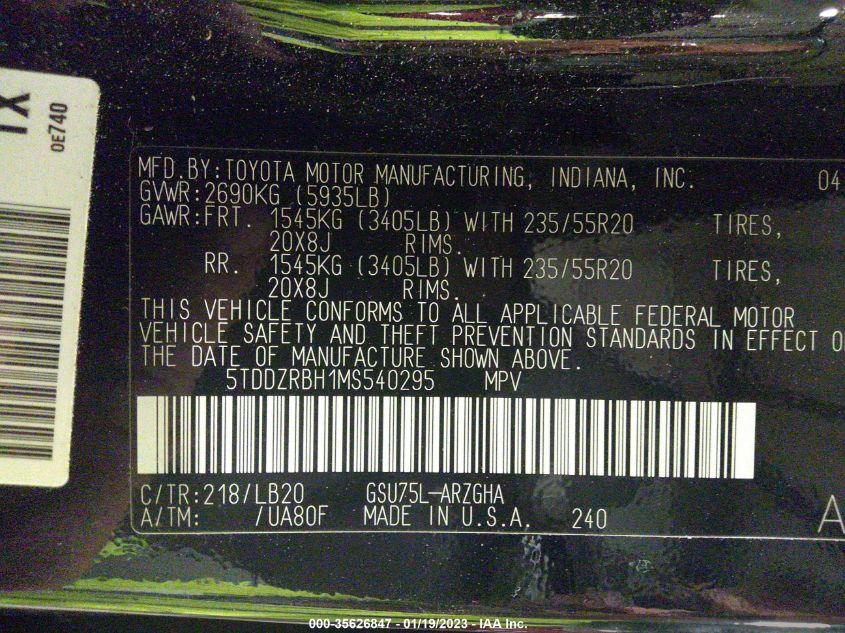 1X
0E740
MFD.BY:TOYOTA MOTOR MANUFACTURING, INDIANA, INC. 04
GVWR:2690KG (5935LB)
GAWR:FRT. 1545KG (3405LB) WITH 235/55R20 TIRES,
20X8J RIMS.
RR. 1545KG (3405LB) WITH 235/55R20 TIRES,
20X8J RIMS.
THIS VEHICLE CONFORMS TO ALL APPLICABLE FEDERAL MOTOR
VEHICLE SAFETY AND THEFT PREVENTION STANDARDS IN EFFECT O
THE DATE OF MANUFACTURE SHOWN ABOVE.
5TDDZRBH1MS540295 MPV
C/TR:218/LB20 GSU75L-ARZGHA
A/TM: /UA80F MADE IN U.S.A. 240 A
000-35626847 - 01/19/2023 - IAA Inc.